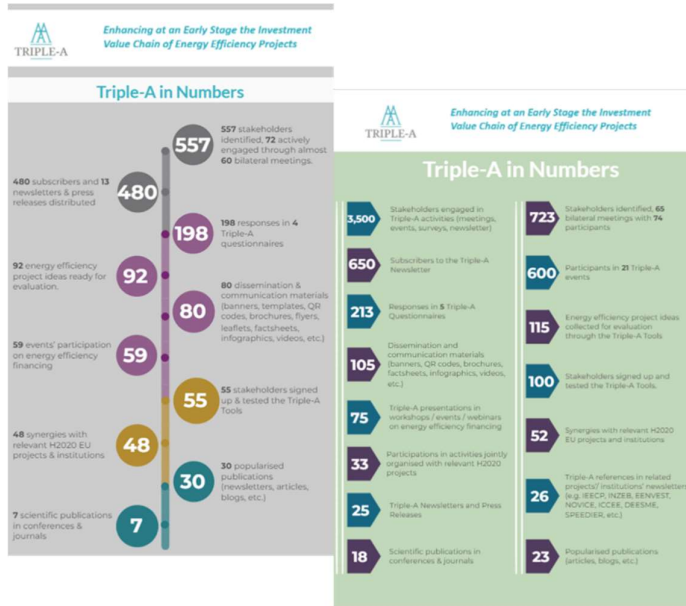 TRIPLE-A
Enhancing at an Early Stage the Investment
Value Chain of Energy Efficiency Projects
Triple-A in Numbers
557
557 stakeholders
identified, 72 actively
engaged through almost
60 bilateral meetings.
480 subscribers and 13
newsletters & press
releases distributed
480
198
198 responses in 4
Triple-A
questionnaires
92 energy efficiency
project ideas ready for
evaluation.
92
80
80 dissemination &
communication materials
(banners, templates, QR
codes, brochures, flyers,
leaflets, factsheets,
infographics, videos, etc.)
59 events' participation
on energy efficiency
financing
59
55
55 stakeholders signed
up & tested the Triple-A
Tools
48 synergies with
relevant H2020 EU
projects & institutions
48
30
30 popularised
publications
(newsletters, articles,
blogs, etc.)
7 scientific publications
in conferences &
journals
7
TRIPLE-A
Enhancing at an Early Stage the Investment
Value Chain of Energy Efficiency Projects
Triple-A in Numbers
3,500
Stakeholders engaged in
Triple-A activities (meetings,
events, surveys, newsletter)
650
Subscribers to the Triple-A
Newsletter
213
Responses in 5 Triple-A
Questionnaires
105
Dissemination and
communication materials
(banners, QR codes, brochures,
factsheets, infographics, videos,
etc.)
75
Triple-A presentations in
workshops / events / webinars
on energy efficiency financing
33
Participations in activities jointly
organised with relevant H2020
projects
25
Triple-A Newsletters and Press
Releases
18
Scientific publications in
conferences & journals
723
Stakeholders identified, 65
bilateral meetings with 74
participants
600
Participants in 21 Triple-A
events
115
Energy efficiency project ideas
collected for evaluation
through the Triple-A Tools
100
Stakeholders signed up and
tested the Triple-A Tools.
52
Synergies with relevant H2020
EU projects and institutions
26
Triple-A references in related
projects'/ institutions' newsletters
(e.g. IEECP, INZEB, EENVEST,
NOVICE, ICCEE, DEESME,
SPEEDIER, etc.)
23
Popularised publications
(articles, blogs, etc.)